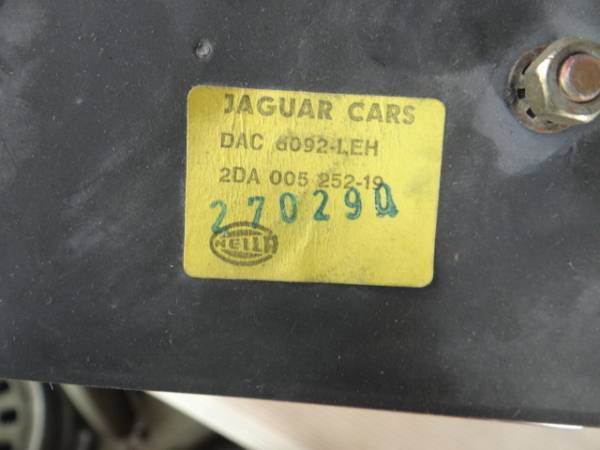 JAGUAR CARS
DAC 6092-LEH
2DA 005 252-19
270290
HELLA